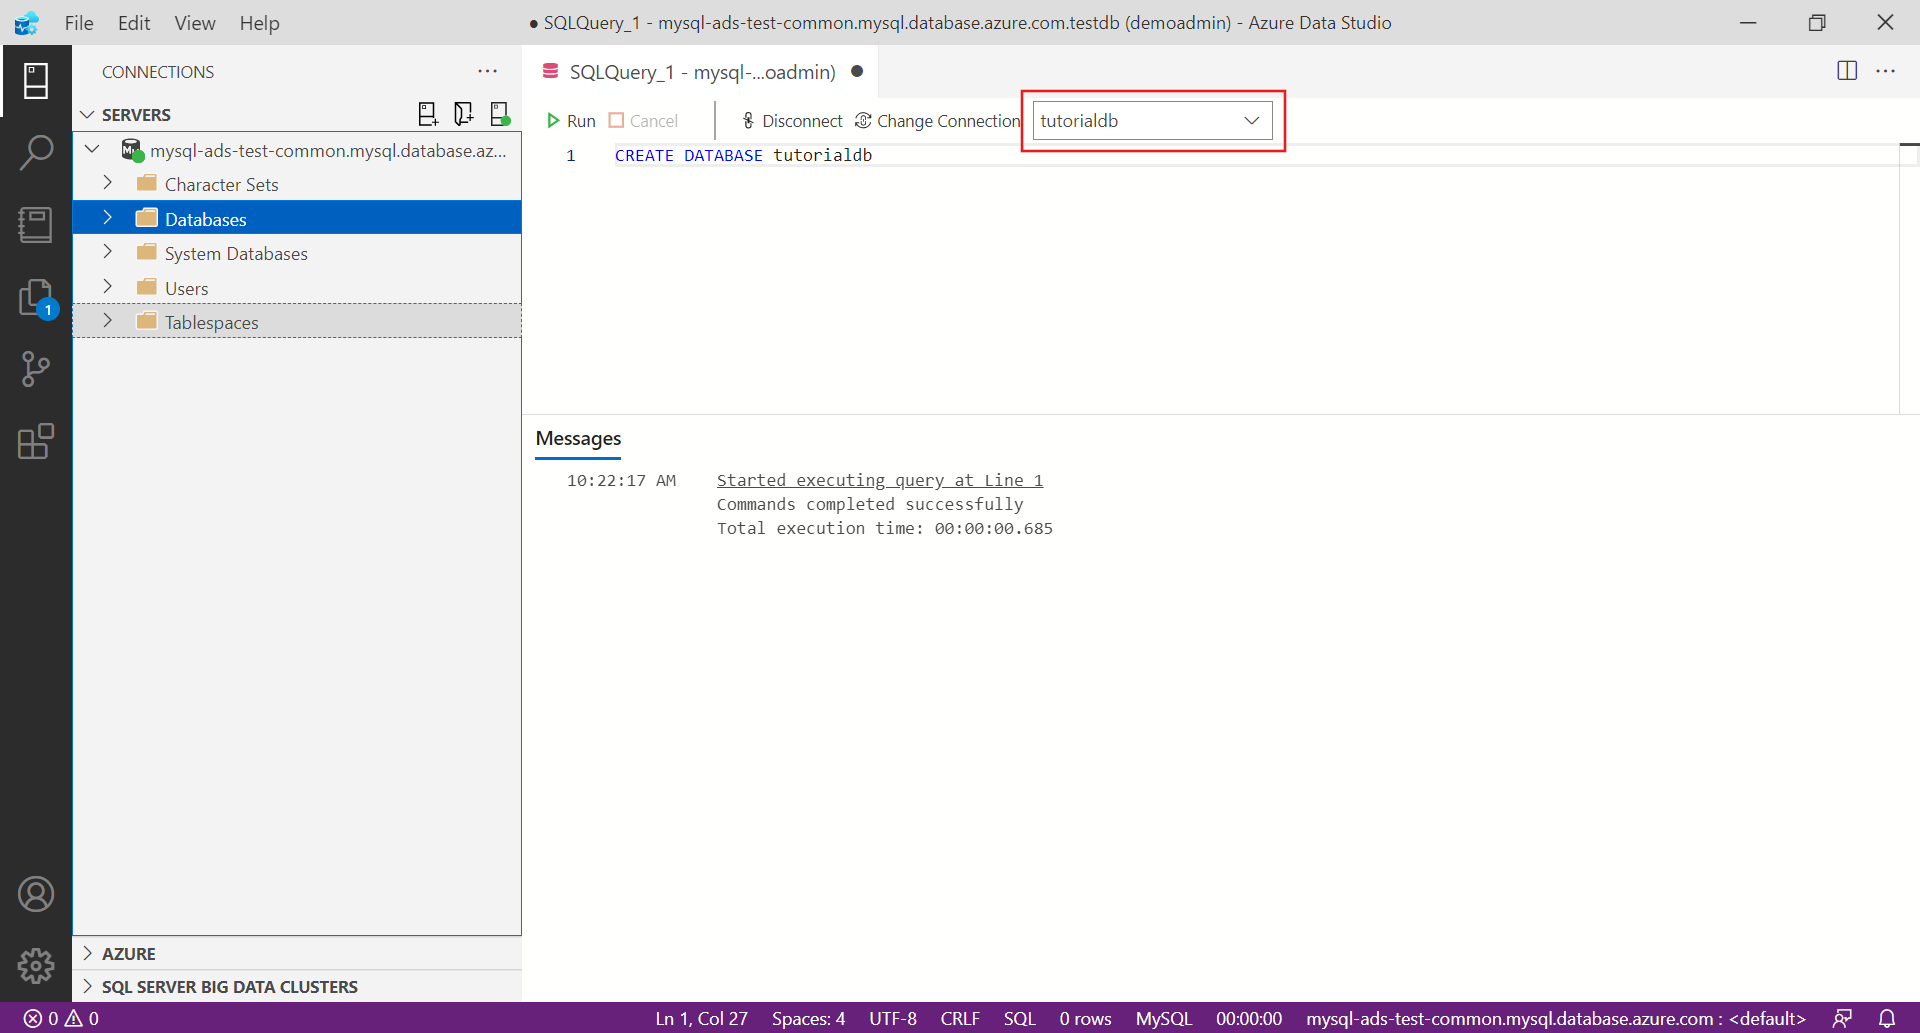 File Edit View Help
● SQLQuery_1 - mysql-ads-test-common.mysql.database.azure.com.testdb (demoadmin) - Azure Data Studio
CONNECTIONS
SERVERS
mysql-ads-test-common.mysql.database.az...
Character Sets
Databases
System Databases
Users
Tablespaces
1
AZURE
SQL SERVER BIG DATA CLUSTERS
SQLQuery_1 - mysql-...oadmin)
Run Cancel Disconnect Change Connection tutorialdb
1 CREATE DATABASE tutorialdb
Messages
10:22:17 AM Started executing query at Line 1
Commands completed successfully
Total execution time: 00:00:00.685
0 0 Ln 1, Col 27 Spaces: 4 UTF-8 CRLF SQL 0 rows MySQL 00:00:00 mysql-ads-test-common.mysql.database.azure.com : <default>